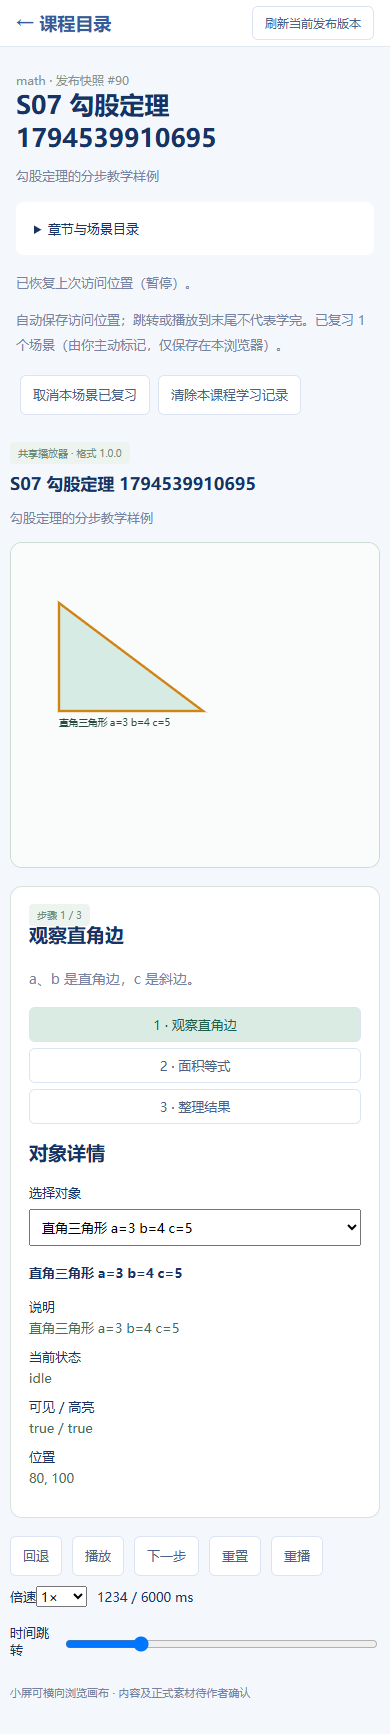 ← 课程目录
刷新当前发布版本
math · 发布快照 #90
S07 勾股定理
1794539910695
勾股定理的分步教学样例
▶ 章节与场景目录
已恢复上次访问位置（暂停）。
自动保存访问位置；跳转或播放到末尾不代表学完。已复习 1
个场景（由你主动标记，仅保存在本浏览器）。
取消本场景已复习
清除本课程学习记录
共享播放器 · 格式 1.0.0
S07 勾股定理 1794539910695
勾股定理的分步教学样例
直角三角形 a=3 b=4 c=5
步骤 1 / 3
观察直角边
a、b 是直角边，c 是斜边。
1 · 观察直角边
2 · 面积等式
3 · 整理结果
对象详情
选择对象
直角三角形 a=3 b=4 c=5
直角三角形 a=3 b=4 c=5
说明
直角三角形 a=3 b=4 c=5
当前状态
idle
可见 / 高亮
true / true
位置
80, 100
回退
播放
下一步
重置
重播
倍速 1× 1234 / 6000 ms
时间跳
转
小屏可横向浏览画布 · 内容及正式素材待作者确认